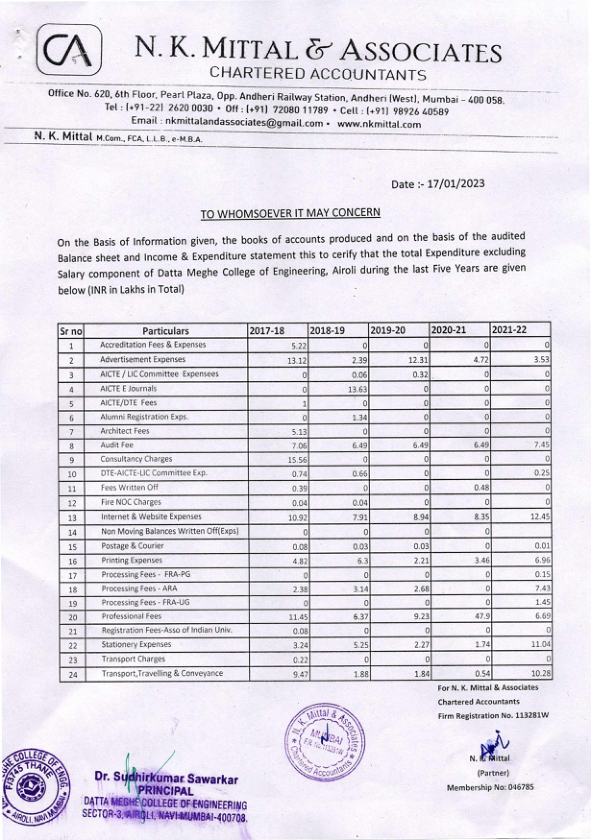 CA
N. K. MITTAL & ASSOCIATES
CHARTERED ACCOUNTANTS
Office No. 620, 6th Floor, Pearl Plaza, Opp. Andheri Railway Station, Andheri (West), Mumbai - 400 058.
Tel : (+91-22) 2620 0030 • Off : (+91) 72080 11789 • Cell : (+91) 98926 40589
Email : nkmittalandassociates@gmail.com • www.nkmittal.com
N. K. Mittal M.Com., FCA, L.L.B., e-M.B.A.
Date :- 17/01/2023
TO WHOMSOEVER IT MAY CONCERN
On the Basis of Information given, the books of accounts produced and on the basis of the audited
Balance sheet and Income & Expenditure statement this to cerify that the total Expenditure excluding
Salary component of Datta Meghe College of Engineering, Airoli during the last Five Years are given
below (INR in Lakhs in Total)
Sr no Particulars 2017-18 2018-19 2019-20 2020-21 2021-22
1 Accreditation Fees & Expenses 5.22 0 0 0 0
2 Advertisement Expenses 13.12 2.39 12.31 4.72 3.53
3 AICTE / LIC Committee Expensees 0 0.06 0.32 0 0
4 AICTE E Journals 0 13.63 0 0 0
5 AICTE/DTE Fees 1 0 0 0 0
6 Alumni Registration Exps. 0 1.34 0 0 0
7 Architect Fees 5.13 0 0 0 0
8 Audit Fee 7.06 6.49 6.49 6.49 7.45
9 Consultancy Charges 15.56 0 0 0 0
10 DTE-AICTE-LIC Committee Exp. 0.74 0.66 0 0 0.25
11 Fees Written Off 0.39 0 0 0.48 0
12 Fire NOC Charges 0.04 0.04 0 0 0
13 Internet & Website Expenses 10.92 7.91 8.94 8.35 12.45
14 Non Moving Balances Written Off(Exps) 0 0 0 0
15 Postage & Courier 0.08 0.03 0.03 0 0.01
16 Printing Expenses 4.82 6.3 2.21 3.46 6.96
17 Processing Fees - FRA-PG 0 0 0 0 0.15
18 Processing Fees - ARA 2.38 3.14 2.68 0 7.43
19 Processing Fees - FRA-UG 0 0 0 0 1.45
20 Professional Fees 11.45 6.37 9.23 47.9 6.69
21 Registration Fees-Asso of Indian Univ. 0.08 0 0 0 0
22 Stationery Expenses 3.24 5.25 2.27 1.74 11.04
23 Transport Charges 0.22 0 0 0 0
24 Transport,Travelling & Conveyance 9.47 1.88 1.84 0.54 10.28
For N. K. Mittal & Associates
Chartered Accountants
Firm Registration No. 113281W
N. K. Mittal & Associates
MUMBAI
F.R. No. 113281W
Chartered Accountants
N. K. Mittal
(Partner)
Membership No: 046785
COLLEGE OF ENGG.
THANE
AIROLI, NAVI MUMBAI
Dr. Sudhirkumar Sawarkar
PRINCIPAL
DATTA MEGHE COLLEGE OF ENGINEERING
SECTOR-3, AIROLI, NAVI-MUMBAI-400708.